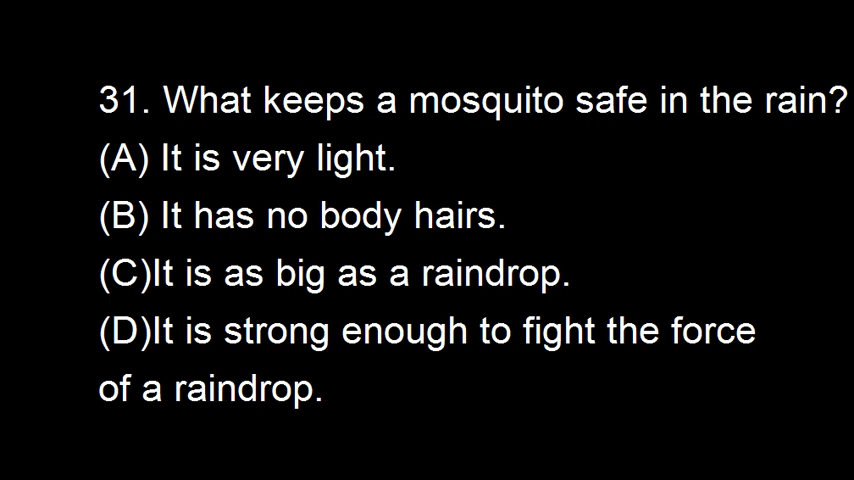 31. What keeps a mosquito safe in the rain?
(A) It is very light.
(B) It has no body hairs.
(C)It is as big as a raindrop.
(D)It is strong enough to fight the force
of a raindrop.